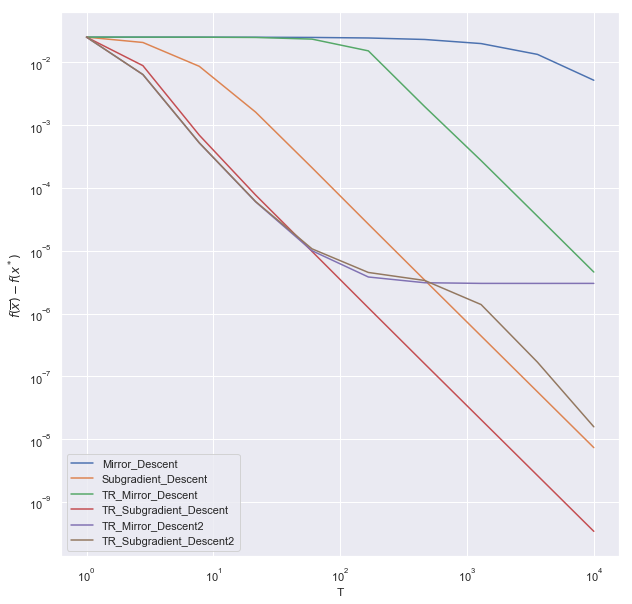 10⁻²
10⁻³
10⁻⁴
10⁻⁵
10⁻⁶
10⁻⁷
10⁻⁸
10⁻⁹
f(x̅) − f(x*)
Mirror_Descent
Subgradient_Descent
TR_Mirror_Descent
TR_Subgradient_Descent
TR_Mirror_Descent2
TR_Subgradient_Descent2
10⁰ 10¹ 10² 10³ 10⁴
T